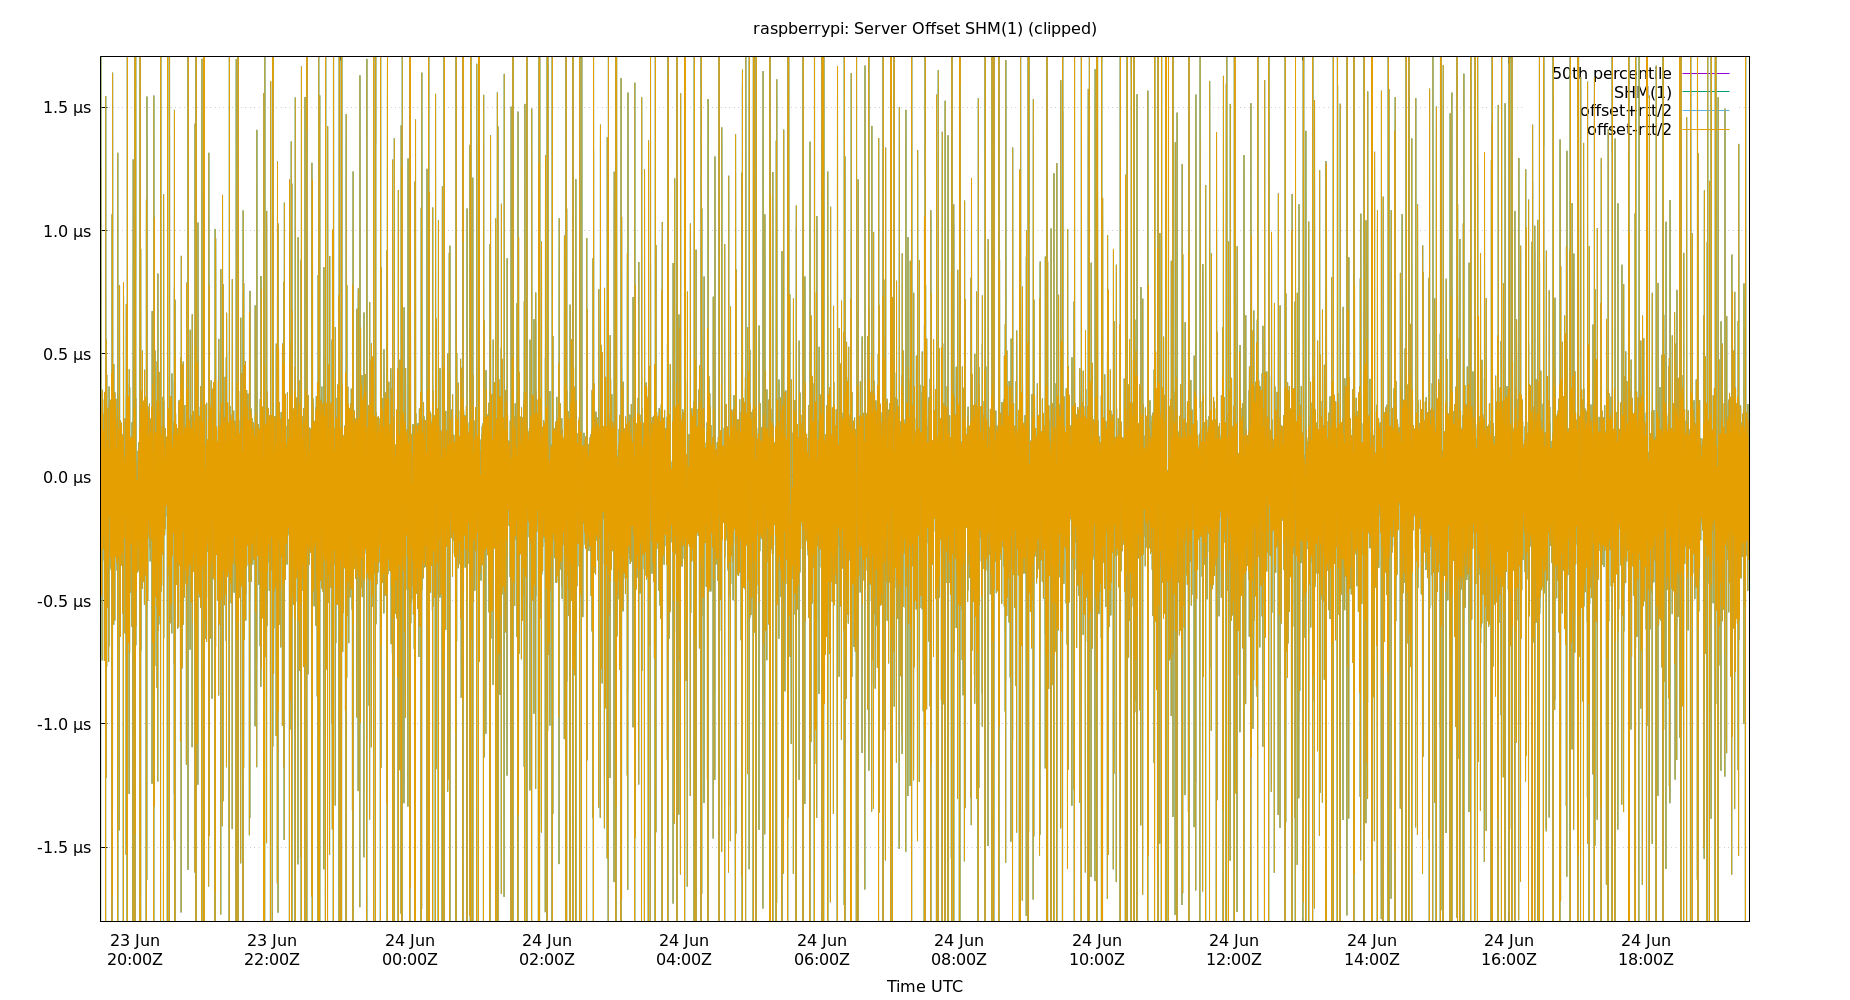 raspberrypi: Server Offset SHM(1) (clipped)
50th percentile
SHM(1)
offset+rtt/2
offset-rtt/2
1.5 µs
1.0 µs
0.5 µs
0.0 µs
-0.5 µs
-1.0 µs
-1.5 µs
23 Jun 23 Jun 24 Jun 24 Jun 24 Jun 24 Jun 24 Jun 24 Jun 24 Jun 24 Jun 24 Jun 24 Jun
20:00Z 22:00Z 00:00Z 02:00Z 04:00Z 06:00Z 08:00Z 10:00Z 12:00Z 14:00Z 16:00Z 18:00Z
Time UTC